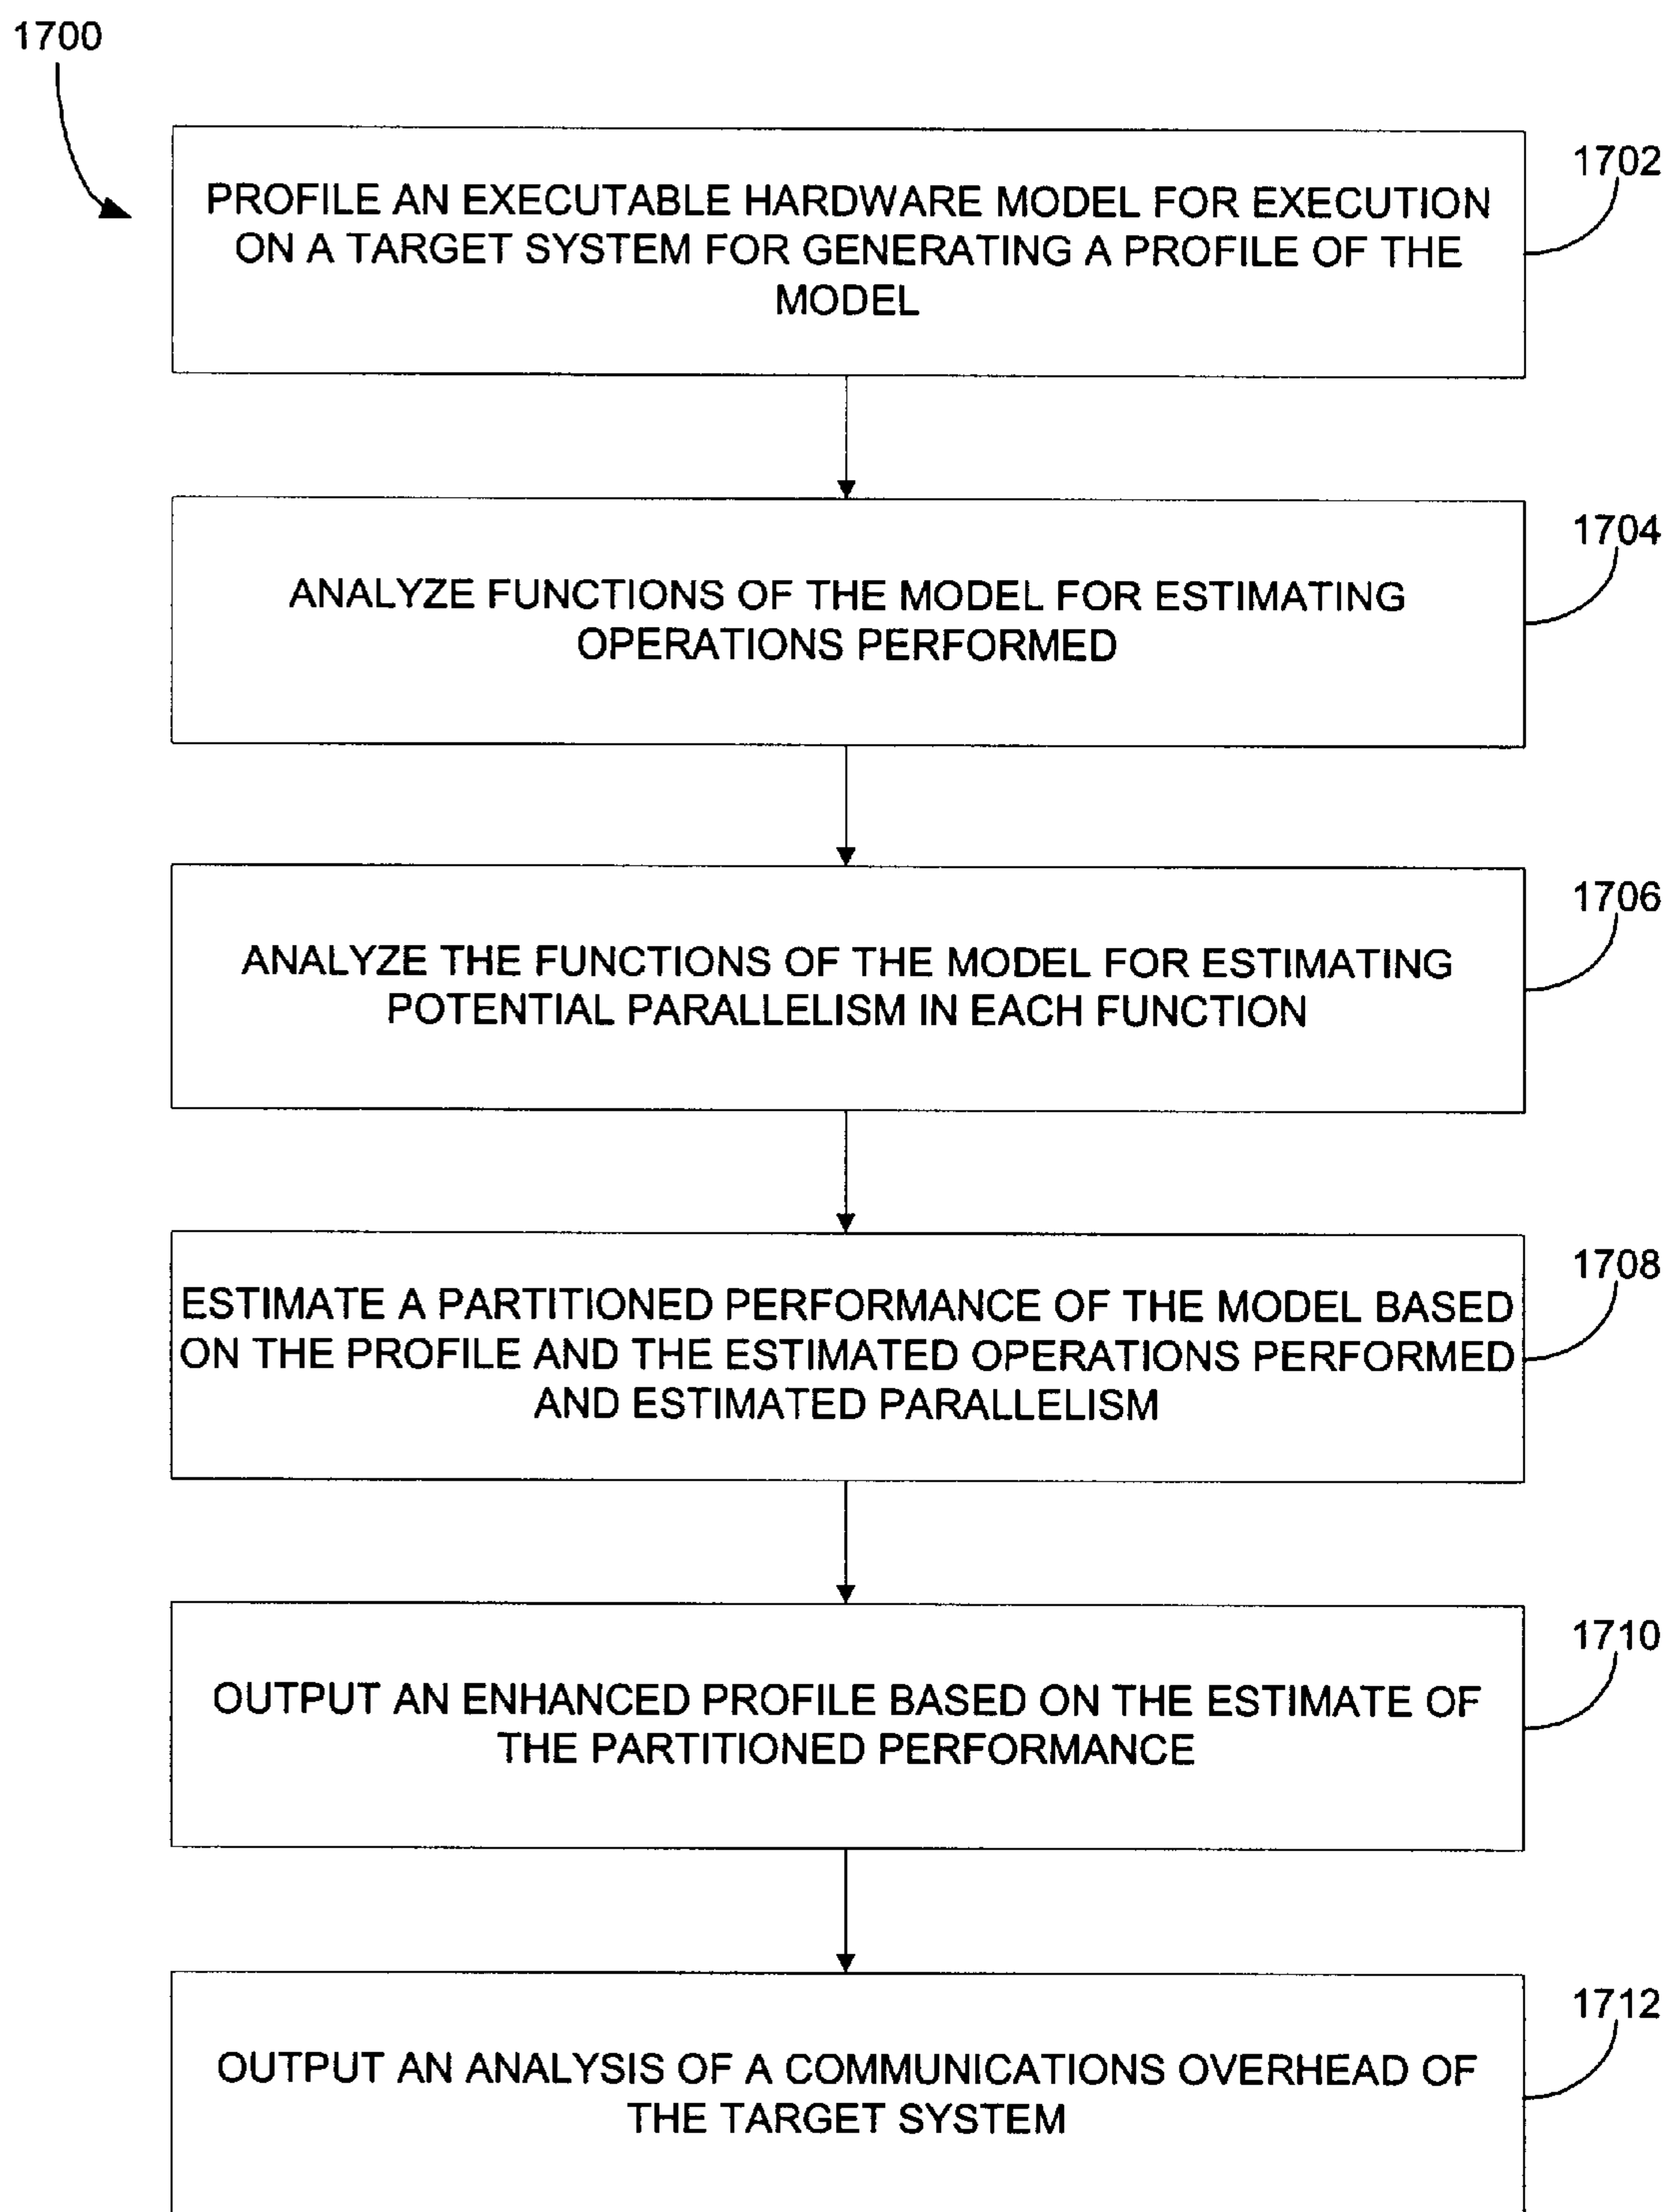 1700
1702
PROFILE AN EXECUTABLE HARDWARE MODEL FOR EXECUTION
ON A TARGET SYSTEM FOR GENERATING A PROFILE OF THE
MODEL
1704
ANALYZE FUNCTIONS OF THE MODEL FOR ESTIMATING
OPERATIONS PERFORMED
1706
ANALYZE THE FUNCTIONS OF THE MODEL FOR ESTIMATING
POTENTIAL PARALLELISM IN EACH FUNCTION
1708
ESTIMATE A PARTITIONED PERFORMANCE OF THE MODEL BASED
ON THE PROFILE AND THE ESTIMATED OPERATIONS PERFORMED
AND ESTIMATED PARALLELISM
1710
OUTPUT AN ENHANCED PROFILE BASED ON THE ESTIMATE OF
THE PARTITIONED PERFORMANCE
1712
OUTPUT AN ANALYSIS OF A COMMUNICATIONS OVERHEAD OF
THE TARGET SYSTEM